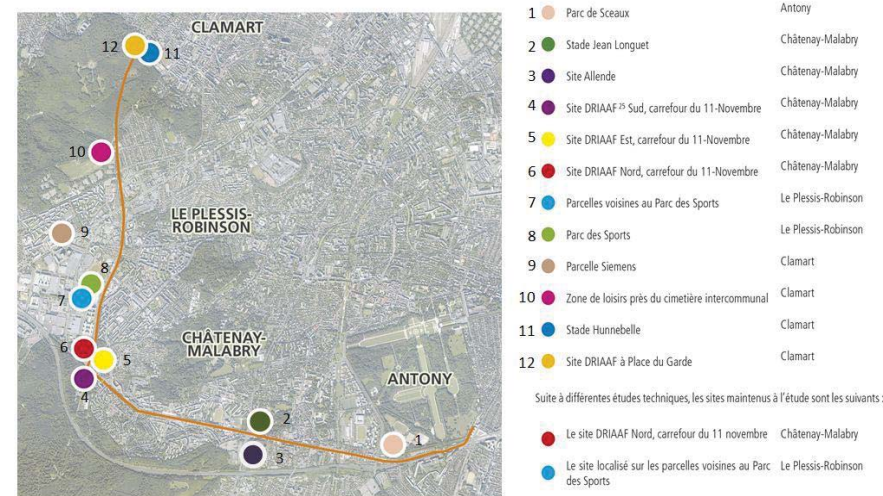 CLAMART
12
11
10
LE PLESSIS-
ROBINSON
9
8
7
CHÂTENAY-
MALABRY
6
5
4
ANTONY
2
1
3
1 Parc de Sceaux Antony
2 Stade Jean Longuet Châtenay-Malabry
3 Site Allende Châtenay-Malabry
4 Site DRIAAF 25 Sud, carrefour du 11-Novembre Châtenay-Malabry
5 Site DRIAAF Est, carrefour du 11-Novembre Châtenay-Malabry
6 Site DRIAAF Nord, carrefour du 11-Novembre Châtenay-Malabry
7 Parcelles voisines au Parc des Sports Le Plessis-Robinson
8 Parc des Sports Le Plessis-Robinson
9 Parcelle Siemens Clamart
10 Zone de loisirs près du cimetière intercommunal Clamart
11 Stade Hunnebelle Clamart
12 Site DRIAAF à Place du Garde Clamart
Suite à différentes études techniques, les sites maintenus à l'étude sont les suivants :
Le site DRIAAF Nord, carrefour du 11 novembre Châtenay-Malabry
Le site localisé sur les parcelles voisines au Parc Le Plessis-Robinson
des Sports